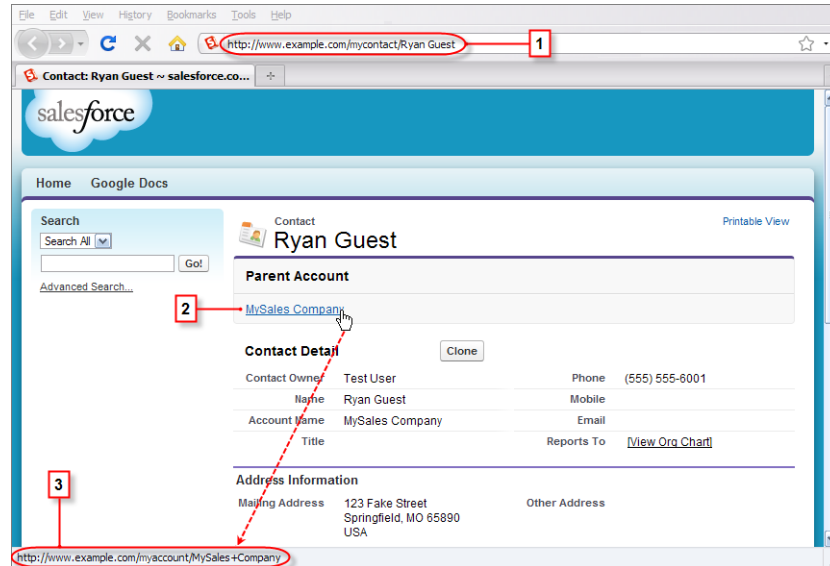 File Edit View History Bookmarks Tools Help
http://www.example.com/mycontact/Ryan Guest
1
Contact: Ryan Guest ~ salesforce.co...
salesforce
Home Google Docs
Search
Search All
Go!
Advanced Search...
Contact
Ryan Guest
Printable View
Parent Account
2
MySales Company
Contact Detail
Clone
Contact Owner Test User Phone (555) 555-6001
Name Ryan Guest Mobile
Account Name MySales Company Email
Title Reports To [View Org Chart]
Address Information
3
Mailing Address 123 Fake Street Other Address
Springfield, MO 65890
USA
http://www.example.com/myaccount/MySales+Company